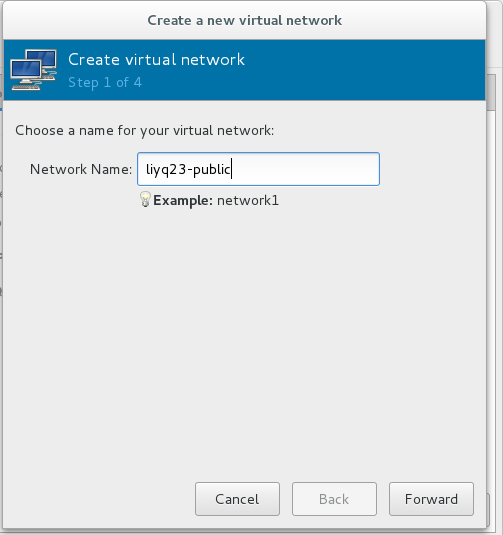 Create a new virtual network
Create virtual network
Step 1 of 4
Choose a name for your virtual network:
Network Name: liyq23-public
Example: network1
Cancel Back Forward